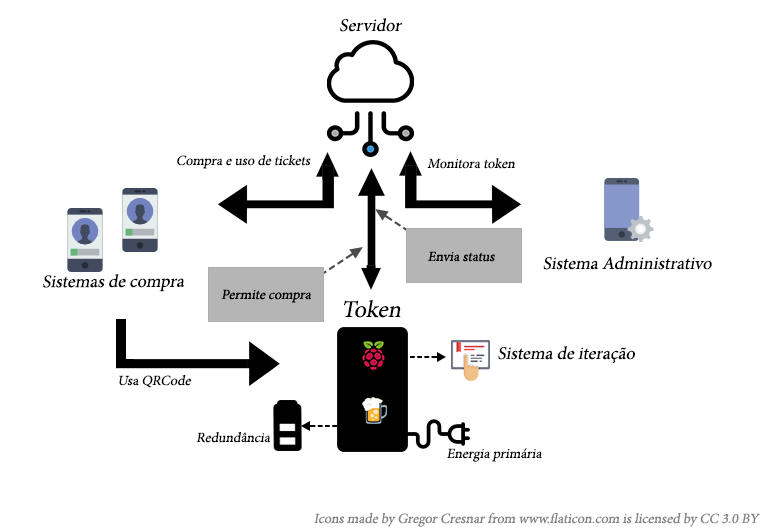 Servidor
Compra e uso de tickets
Monitora token
Sistemas de compra
Envia status
Sistema Administrativo
Permite compra
Token
Sistema de iteração
Usa QRCode
Redundância
Energia primária
Icons made by Gregor Cresnar from www.flaticon.com is licensed by CC 3.0 BY